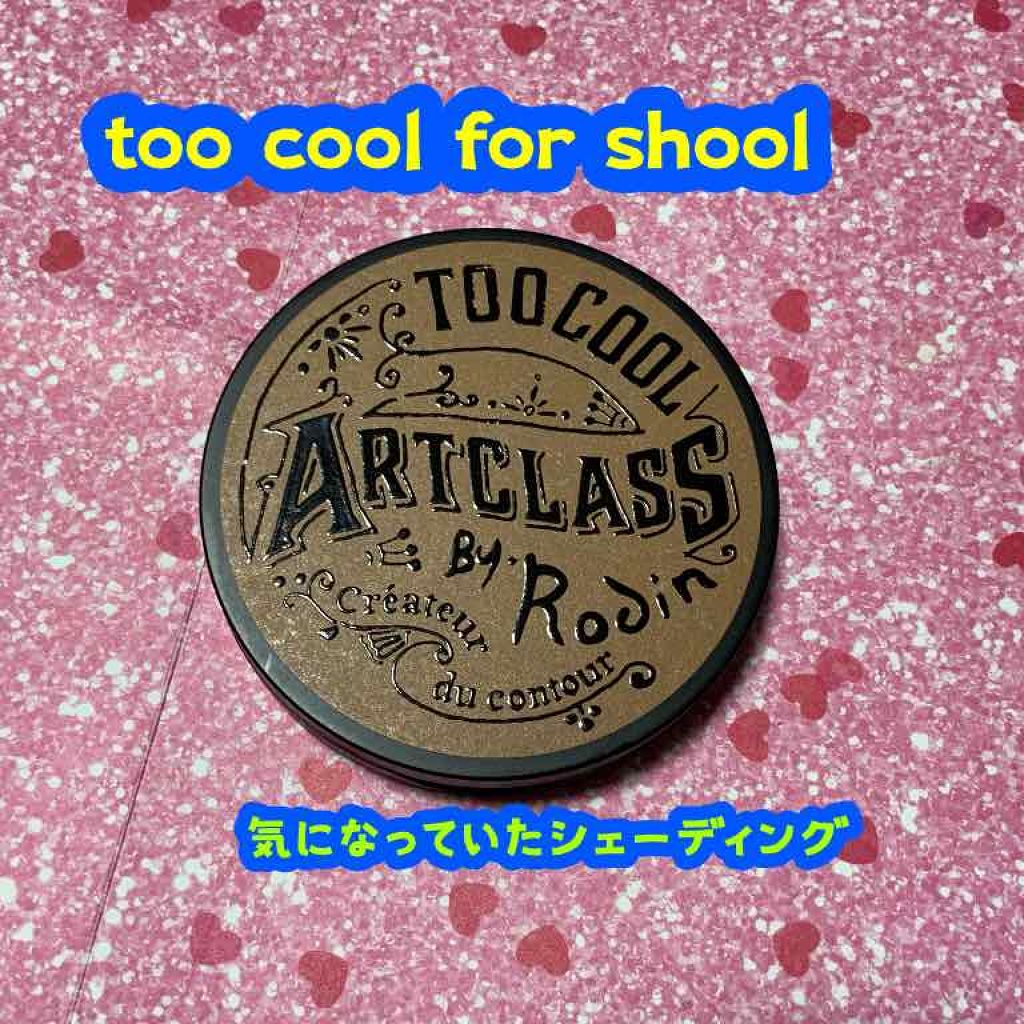 too cool for shool
TOO COOL
ARTCLASS
By. Rodin
Créateur
du contour
気になっていたシェーディング